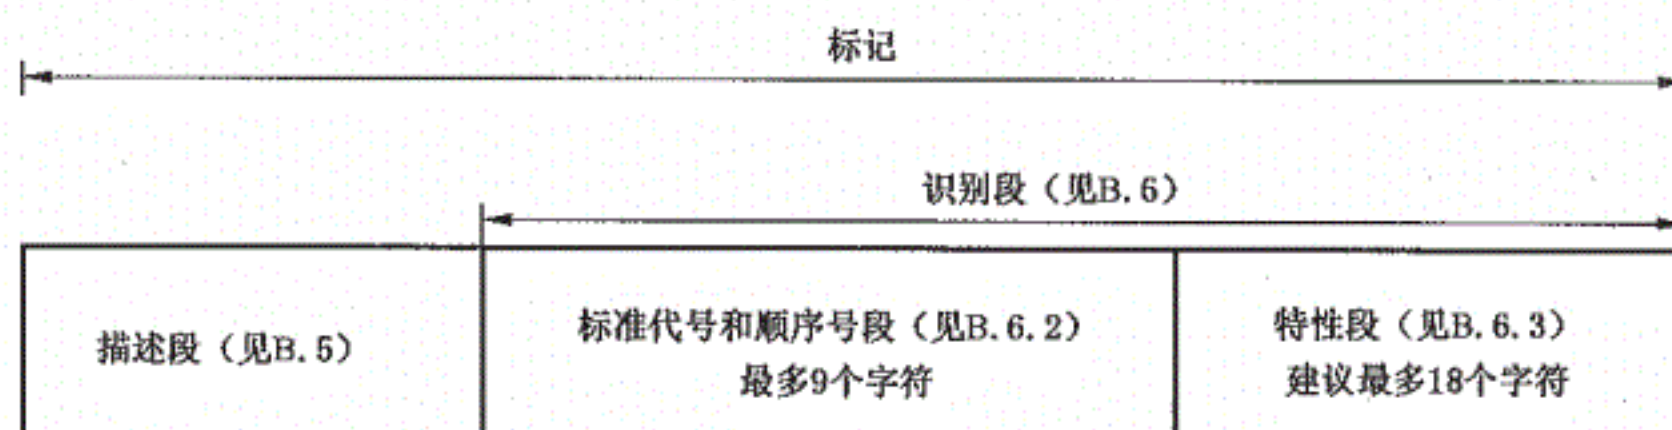 标记
识别段（见B.6）
描述段（见B.5）
标准代号和顺序号段（见B.6.2）
最多9个字符
特性段（见B.6.3）
建议最多18个字符